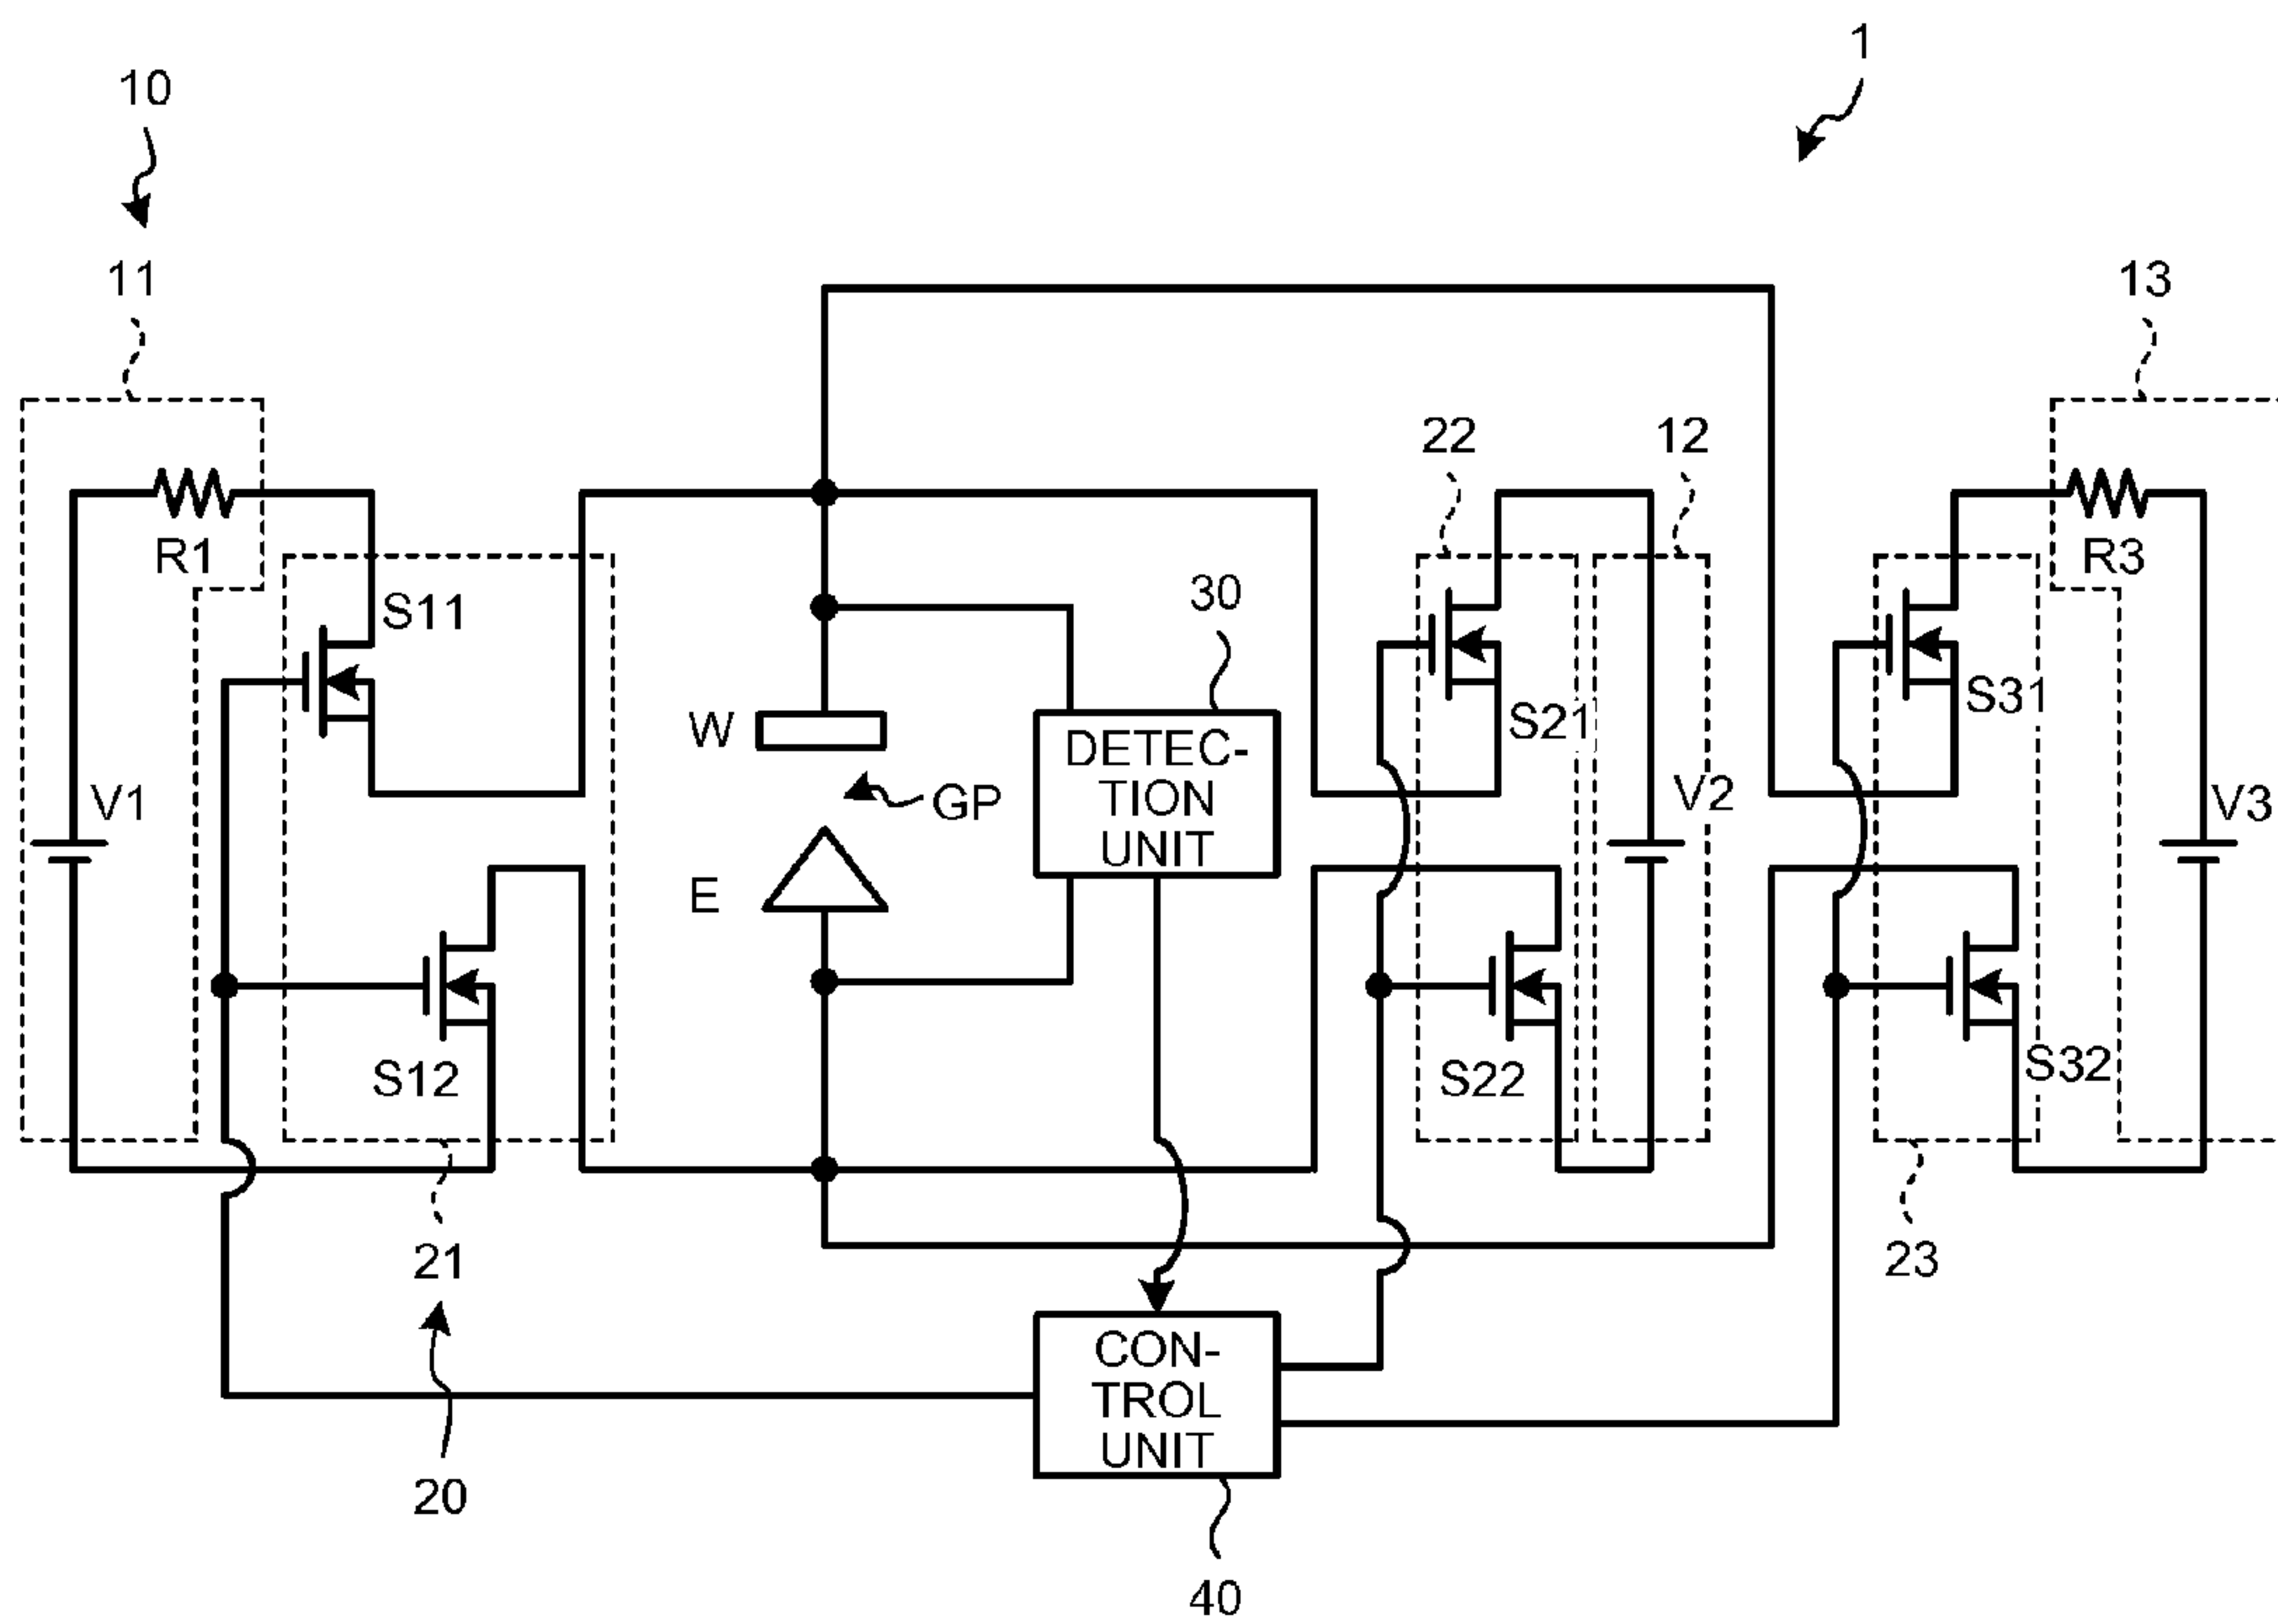 1
10
11
13
22
12
R1
R3
S11
30
W
S21
S31
DETEC-
TION
UNIT
V1
GP
V2
V3
E
S12
S22
S32
21
23
CON-
TROL
UNIT
20
40